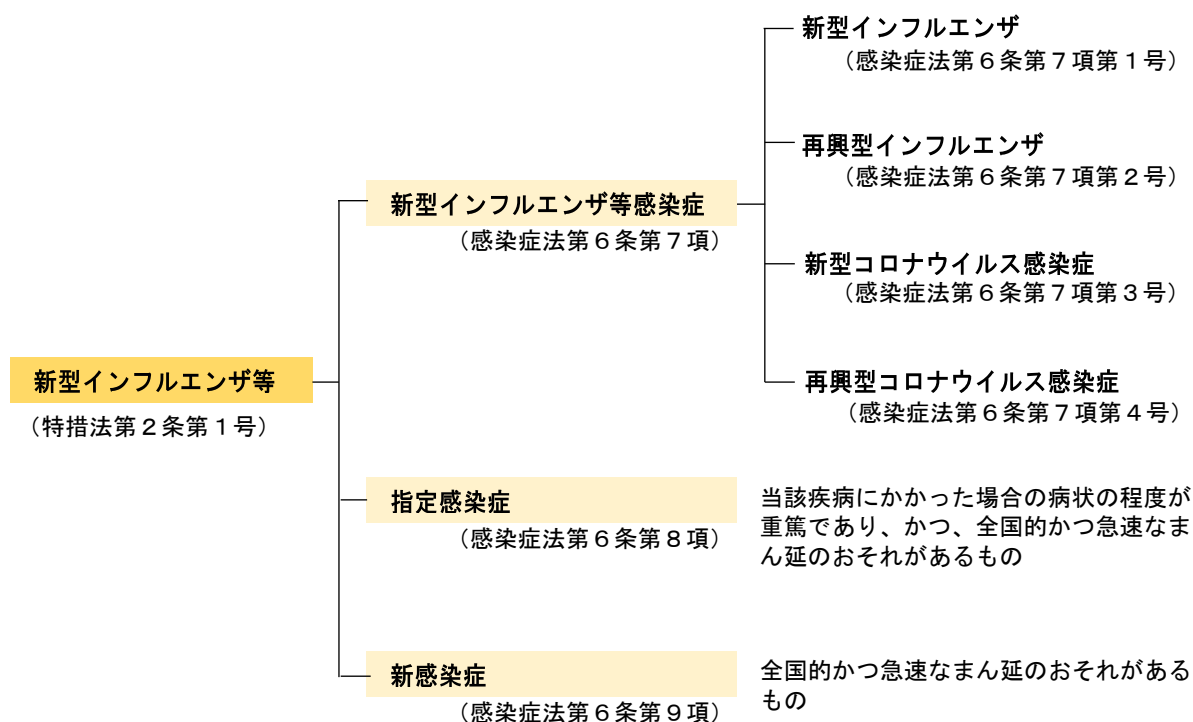 新型インフルエンザ等
（特措法第２条第１号）
新型インフルエンザ等感染症
（感染症法第６条第７項）
新型インフルエンザ
（感染症法第６条第７項第１号）
再興型インフルエンザ
（感染症法第６条第７項第２号）
新型コロナウイルス感染症
（感染症法第６条第７項第３号）
再興型コロナウイルス感染症
（感染症法第６条第７項第４号）
指定感染症
（感染症法第６条第８項）
当該疾病にかかった場合の病状の程度が
重篤であり、かつ、全国的かつ急速なま
ん延のおそれがあるもの
新感染症
（感染症法第６条第９項）
全国的かつ急速なまん延のおそれがある
もの